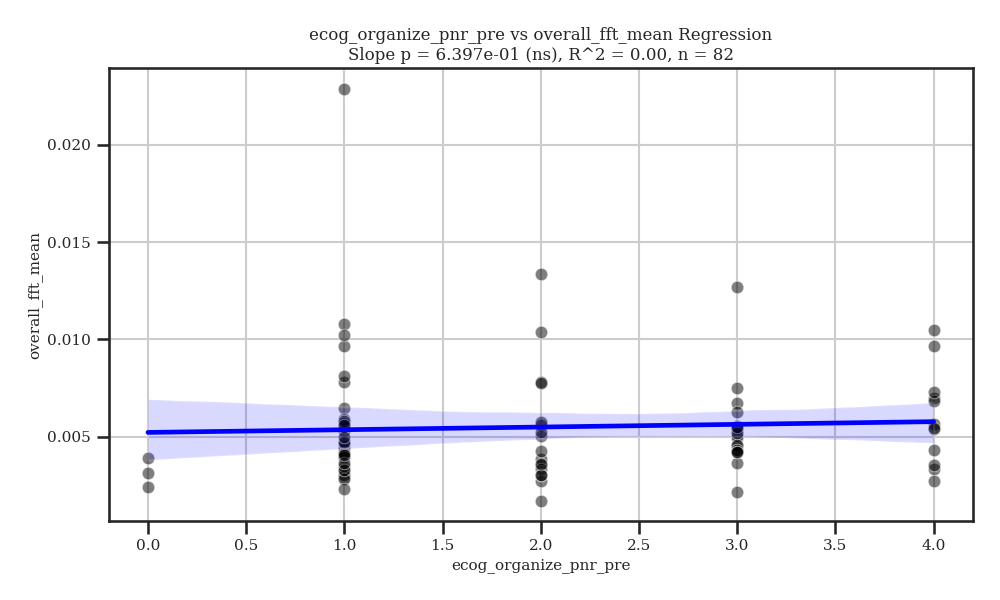 ecog_organize_pnr_pre vs overall_fft_mean Regression
Slope p = 6.397e-01 (ns), R^2 = 0.00, n = 82
overall_fft_mean
0.020
0.015
0.010
0.005
0.0 0.5 1.0 1.5 2.0 2.5 3.0 3.5 4.0
ecog_organize_pnr_pre